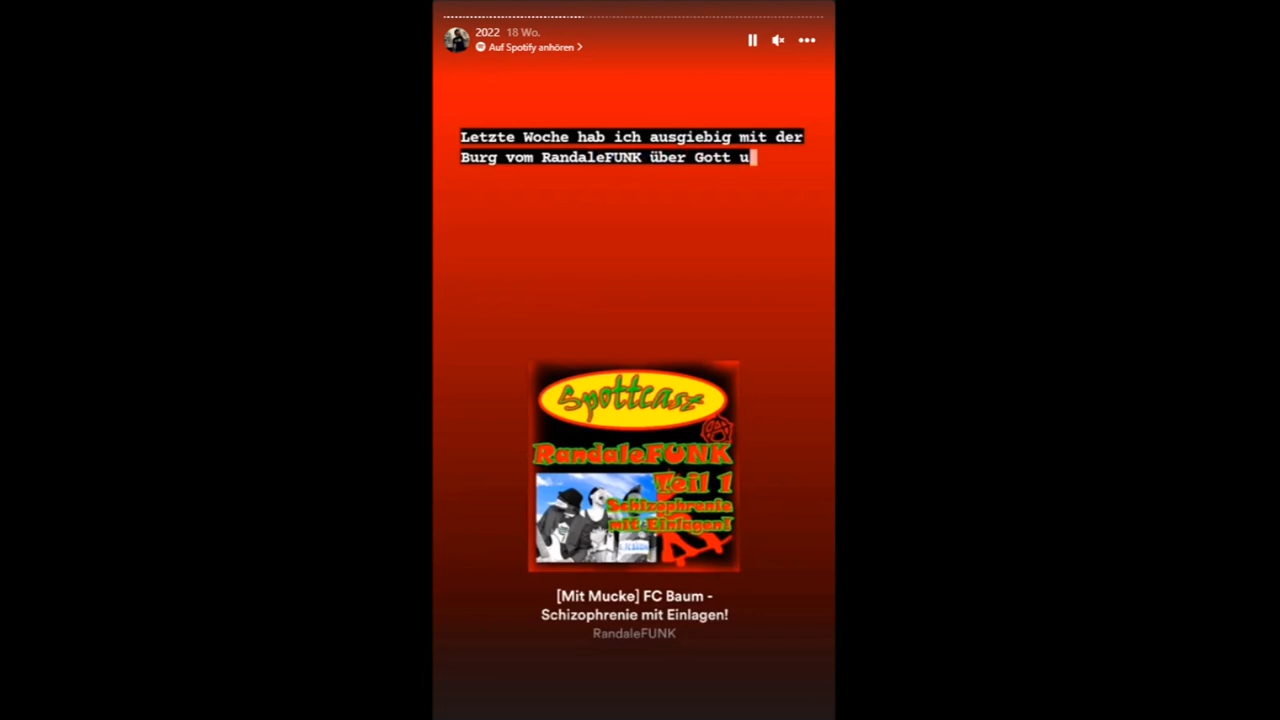 2022 18 Wo.
Auf Spotify anhören
Letzte Woche hab ich ausgiebig mit der
Burg vom RandaleFUNK über Gott u
Spottcast
RandaleFUNK
Teil 1
Schizophrenie
mit Einlagen!
[Mit Mucke] FC Baum -
Schizophrenie mit Einlagen!
RandaleFUNK